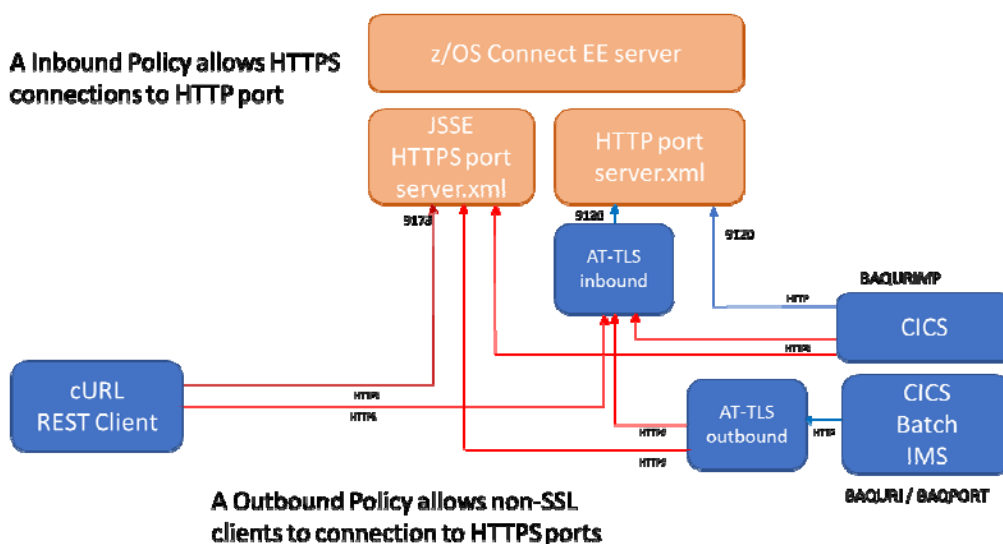 z/OS Connect EE server
A Inbound Policy allows HTTPS
connections to HTTP port
JSSE
HTTPS port
server.xml
HTTP port
server.xml
9120
AT-TLS
inbound
BAQURIMP
HTTP
CICS
HTTPS
cURL
REST Client
HTTPS
HTTPS
AT-TLS
outbound
HTTPS
HTTPS
HTTP
CICS
Batch
IMS
BAQURI / BAQPORT
A Outbound Policy allows non-SSL
clients to connection to HTTPS ports